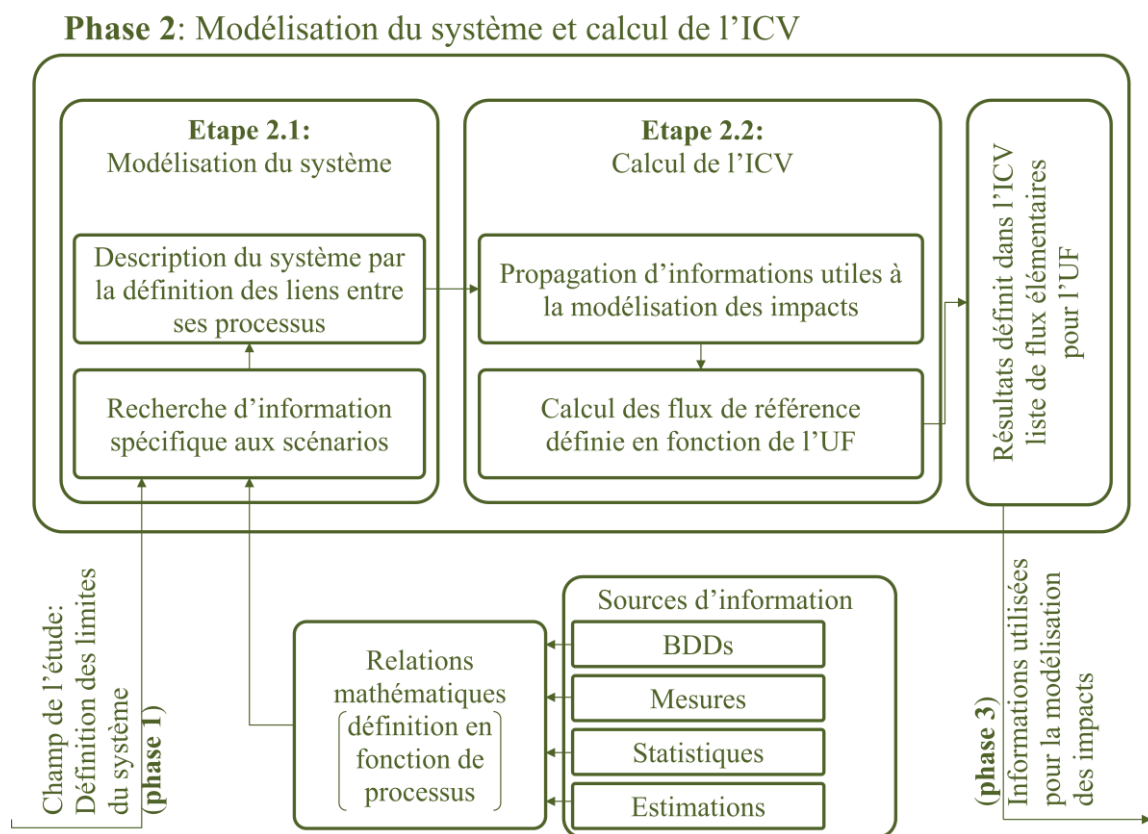 Phase 2: Modélisation du système et calcul de l’ICV
Etape 2.1:
Modélisation du système
Description du système par
la définition des liens entre
ses processus
Recherche d’information
spécifique aux scénarios
Etape 2.2:
Calcul de l’ICV
Propagation d’informations utiles à
la modélisation des impacts
Calcul des flux de référence
définie en fonction de l’UF
Résultats définit dans l’ICV
liste de flux élémentaires
pour l’UF
Champ de l’étude:
Définition des limites
du système
(phase 1)
Relations
mathématiques
définition en
fonction de
processus
Sources d’information
BDDs
Mesures
Statistiques
Estimations
(phase 3)
Informations utilisées
pour la modélisation
des impacts